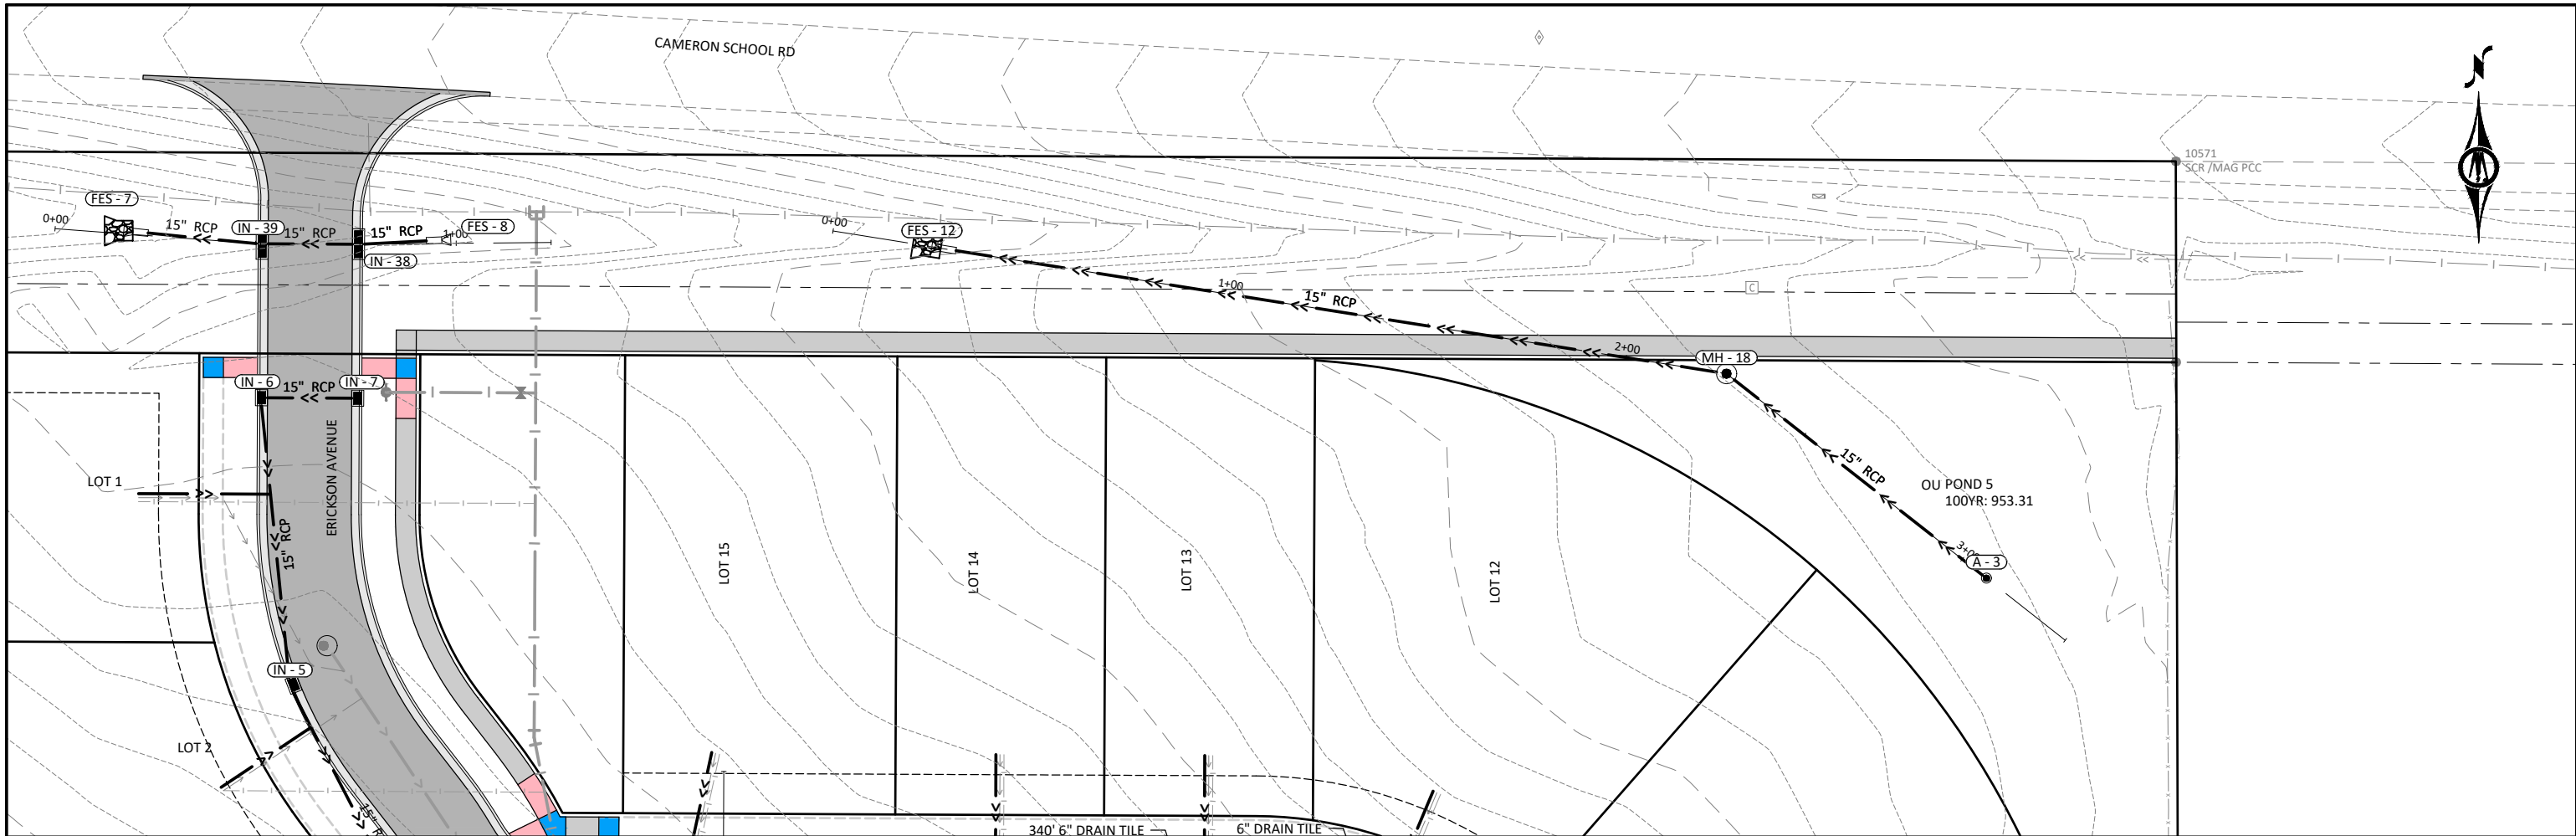 CAMERON SCHOOL RD
N
10571
SCR /MAG PCC
FES - 7
0+00
15" RCP
IN - 39
15" RCP
15" RCP
1+00
FES - 8
IN - 38
0+00
FES - 12
1+00
15" RCP
C
2+00
MH - 18
IN - 6
15" RCP
IN - 7
ERICKSON AVENUE
LOT 1
15" RCP
15" RCP
OU POND 5
100YR: 953.31
3+00
A - 3
LOT 15
LOT 14
LOT 13
LOT 12
IN - 5
LOT 2
15" R
340' 6" DRAIN TILE
6" DRAIN TILE